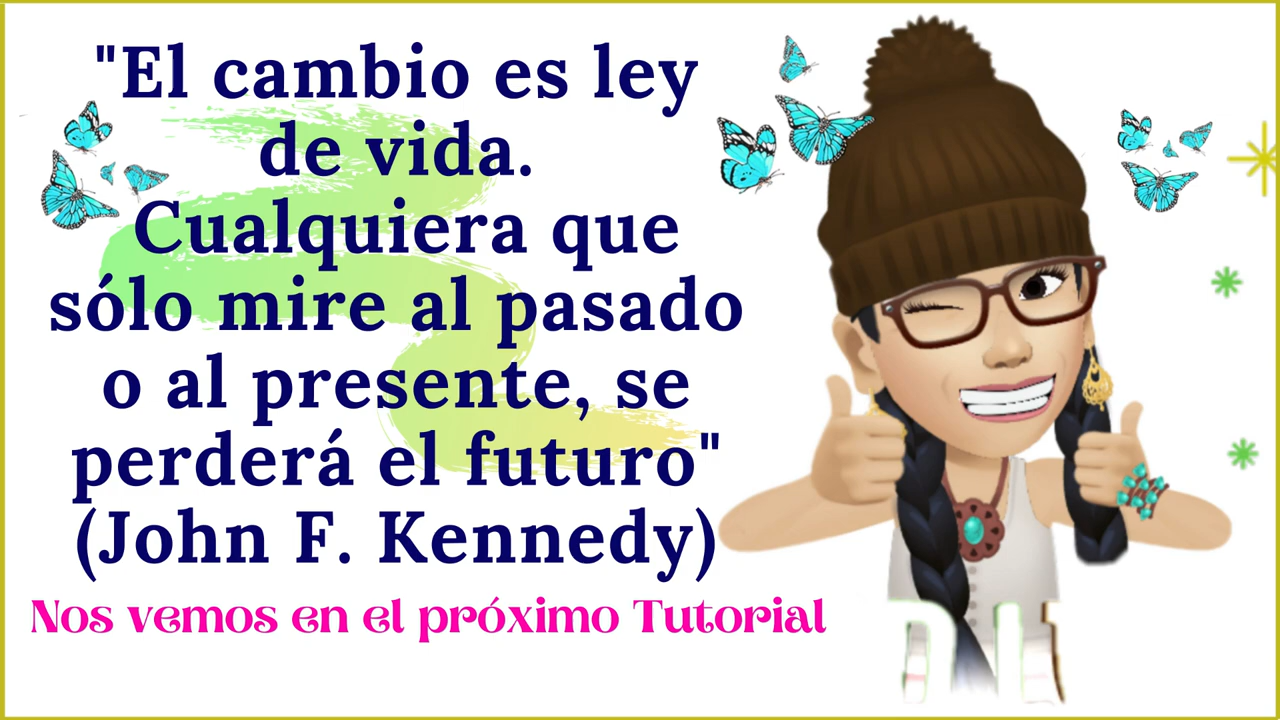 "El cambio es ley
de vida.
Cualquiera que
sólo mire al pasado
o al presente, se
perderá el futuro"
(John F. Kennedy)
Nos vemos en el próximo Tutorial